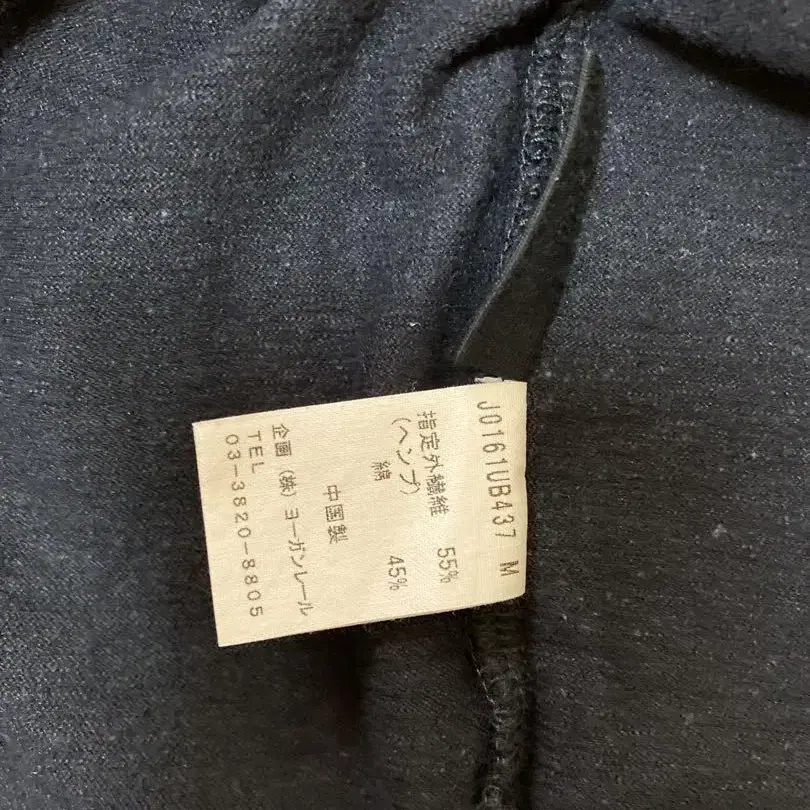 J0161UB437 M
指定外繊維 55%
(ヘンプ)
綿 45%
中国製
企画 (株) ヨーガンレール
TEL
03-3820-8805